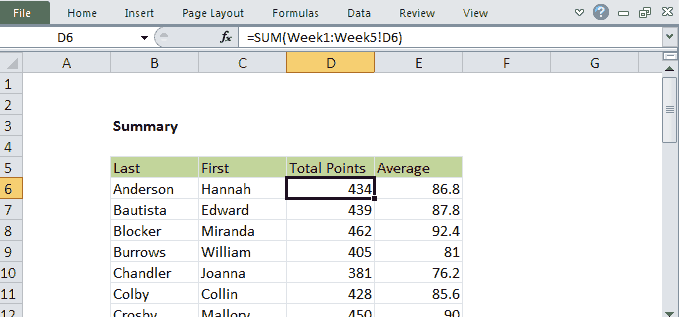 File Home Insert Page Layout Formulas Data Review View
D6 fx =SUM(Week1:Week5!D6)
A B C D E F G
1
2
3 Summary
4
5 Last First Total Points Average
6 Anderson Hannah 434 86.8
7 Bautista Edward 439 87.8
8 Blocker Miranda 462 92.4
9 Burrows William 405 81
10 Chandler Joanna 381 76.2
11 Colby Collin 428 85.6
12 Crosby Mallory 450 90